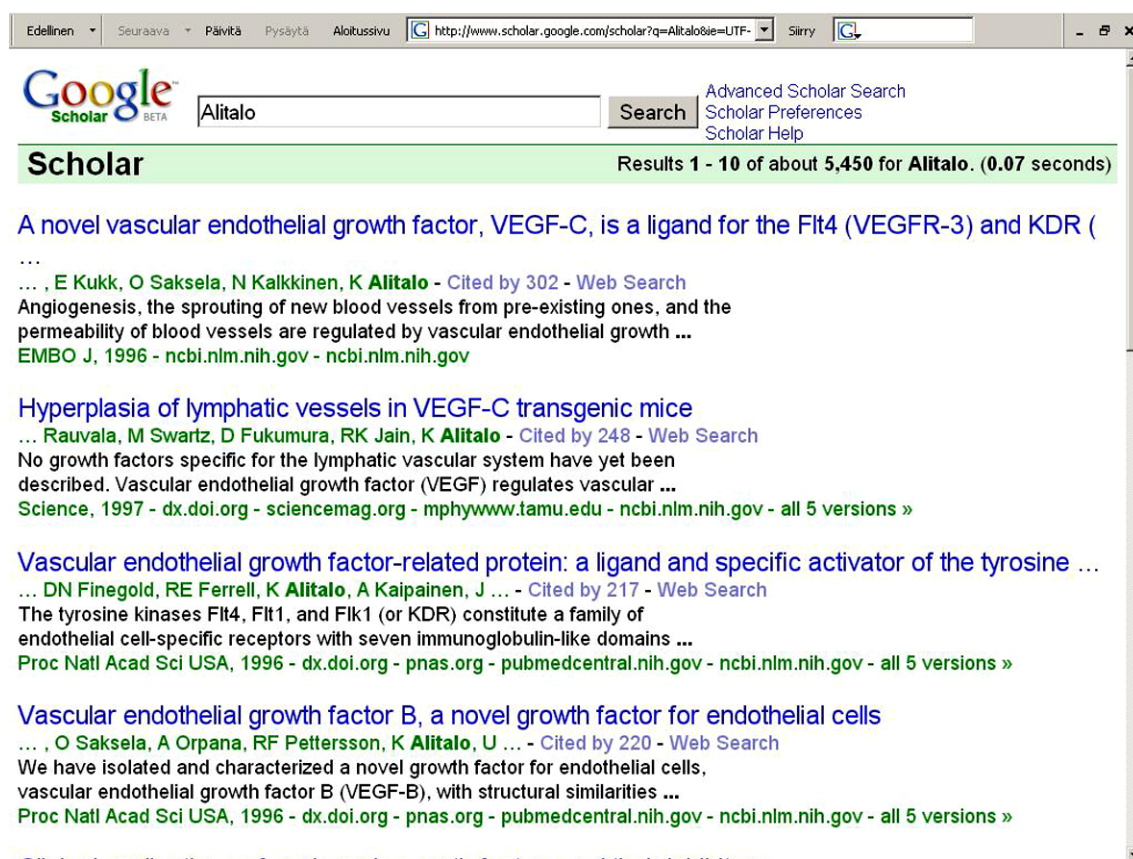 Edellinen Seuraava Päivitä Pysäytä Aloitussivu http://www.scholar.google.com/scholar?q=Alitalo&ie=UTF- Siirry
Google Scholar BETA
Alitalo
Search
Advanced Scholar Search
Scholar Preferences
Scholar Help
Scholar Results 1 - 10 of about 5,450 for Alitalo. (0.07 seconds)
A novel vascular endothelial growth factor, VEGF-C, is a ligand for the Flt4 (VEGFR-3) and KDR (
...
... , E Kukk, O Saksela, N Kalkkinen, K Alitalo - Cited by 302 - Web Search
Angiogenesis, the sprouting of new blood vessels from pre-existing ones, and the
permeability of blood vessels are regulated by vascular endothelial growth ...
EMBO J, 1996 - ncbi.nlm.nih.gov - ncbi.nlm.nih.gov
Hyperplasia of lymphatic vessels in VEGF-C transgenic mice
... Rauvala, M Swartz, D Fukumura, RK Jain, K Alitalo - Cited by 248 - Web Search
No growth factors specific for the lymphatic vascular system have yet been
described. Vascular endothelial growth factor (VEGF) regulates vascular ...
Science, 1997 - dx.doi.org - sciencemag.org - mphywww.tamu.edu - ncbi.nlm.nih.gov - all 5 versions »
Vascular endothelial growth factor-related protein: a ligand and specific activator of the tyrosine ...
... DN Finegold, RE Ferrell, K Alitalo, A Kaipainen, J ... - Cited by 217 - Web Search
The tyrosine kinases Flt4, Flt1, and Flk1 (or KDR) constitute a family of
endothelial cell-specific receptors with seven immunoglobulin-like domains ...
Proc Natl Acad Sci USA, 1996 - dx.doi.org - pnas.org - pubmedcentral.nih.gov - ncbi.nlm.nih.gov - all 5 versions »
Vascular endothelial growth factor B, a novel growth factor for endothelial cells
... , O Saksela, A Orpana, RF Pettersson, K Alitalo, U ... - Cited by 220 - Web Search
We have isolated and characterized a novel growth factor for endothelial cells,
vascular endothelial growth factor B (VEGF-B), with structural similarities ...
Proc Natl Acad Sci USA, 1996 - dx.doi.org - pnas.org - pubmedcentral.nih.gov - ncbi.nlm.nih.gov - all 5 versions »